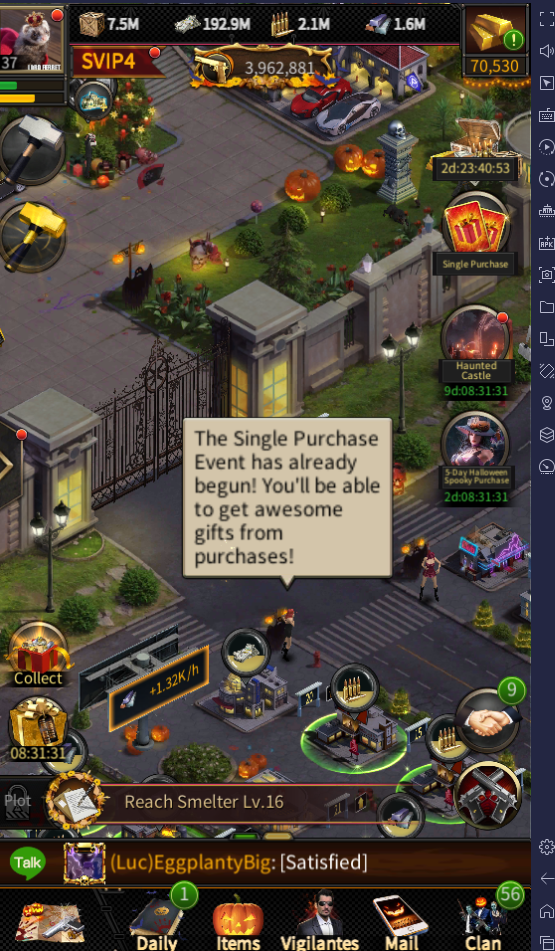 7.5M
192.9M
2.1M
1.6M
37
SVIP4
3,962,881
70,530
2d:23:40:53
Single Purchase
Haunted
Castle
9d:08:31:31
5-Day Halloween
Spooky Purchase
2d:08:31:31
The Single Purchase
Event has already
begun! You'll be able
to get awesome
gifts from
purchases!
Collect
+1.32K/h
08:31:31
9
Plot
Reach Smelter Lv.16
Talk
(Luc)EggplantyBig: [Satisfied]
1
56
Daily
Items
Vigilantes
Mail
Clan